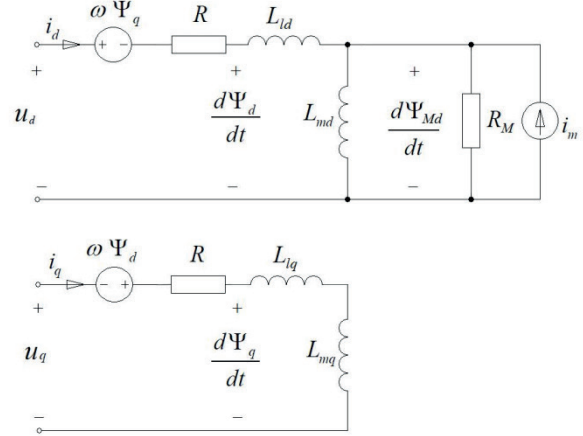 i_d ω Ψ_q R L_ld
+ − + +
u_d dΨ_d/dt L_md dΨ_Md/dt R_M i_m
− − −
i_q ω Ψ_d R L_lq
− + + +
u_q dΨ_q/dt L_mq
− −